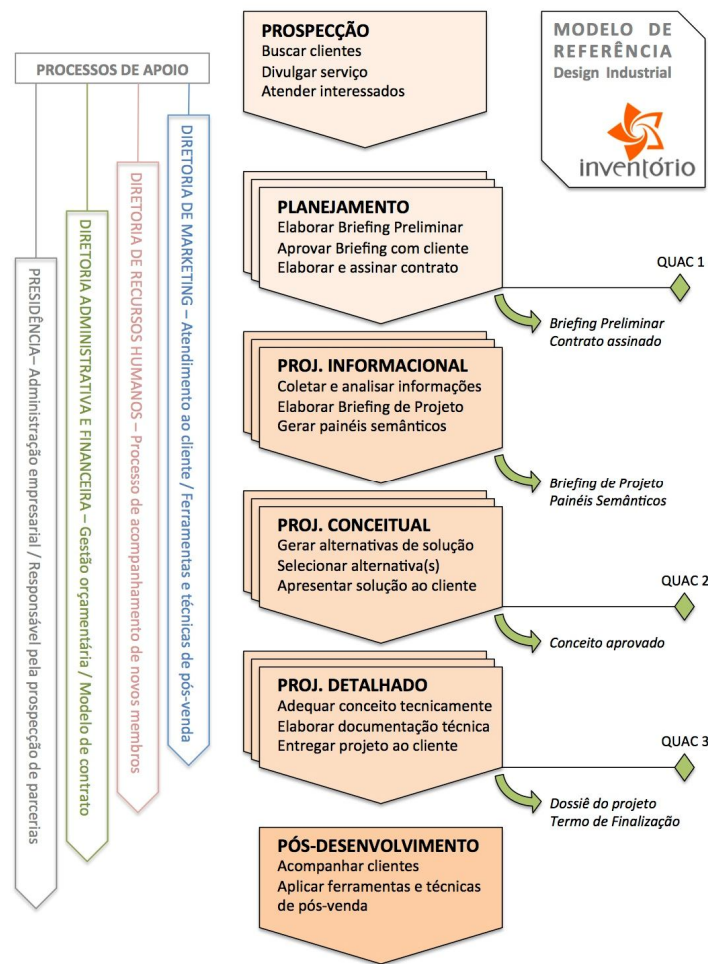 PROSPECÇÃO
Buscar clientes
Divulgar serviço
Atender interessados
MODELO DE
REFERÊNCIA
Design Industrial
inventório
PROCESSOS DE APOIO
PRESIDÊNCIA– Administração empresarial / Responsável pela prospecção de parcerias
DIRETORIA ADMINISTRATIVA E FINANCEIRA – Gestão orçamentária / Modelo de contrato
DIRETORIA DE RECURSOS HUMANOS – Processo de acompanhamento de novos membros
DIRETORIA DE MARKETING – Atendimento ao cliente / Ferramentas e técnicas de pós-venda
PLANEJAMENTO
Elaborar Briefing Preliminar
Aprovar Briefing com cliente
Elaborar e assinar contrato
QUAC 1
Briefing Preliminar
Contrato assinado
PROJ. INFORMACIONAL
Coletar e analisar informações
Elaborar Briefing de Projeto
Gerar painéis semânticos
Briefing de Projeto
Painéis Semânticos
PROJ. CONCEITUAL
Gerar alternativas de solução
Selecionar alternativa(s)
Apresentar solução ao cliente
QUAC 2
Conceito aprovado
PROJ. DETALHADO
Adequar conceito tecnicamente
Elaborar documentação técnica
Entregar projeto ao cliente
QUAC 3
Dossiê do projeto
Termo de Finalização
PÓS-DESENVOLVIMENTO
Acompanhar clientes
Aplicar ferramentas e técnicas
de pós-venda